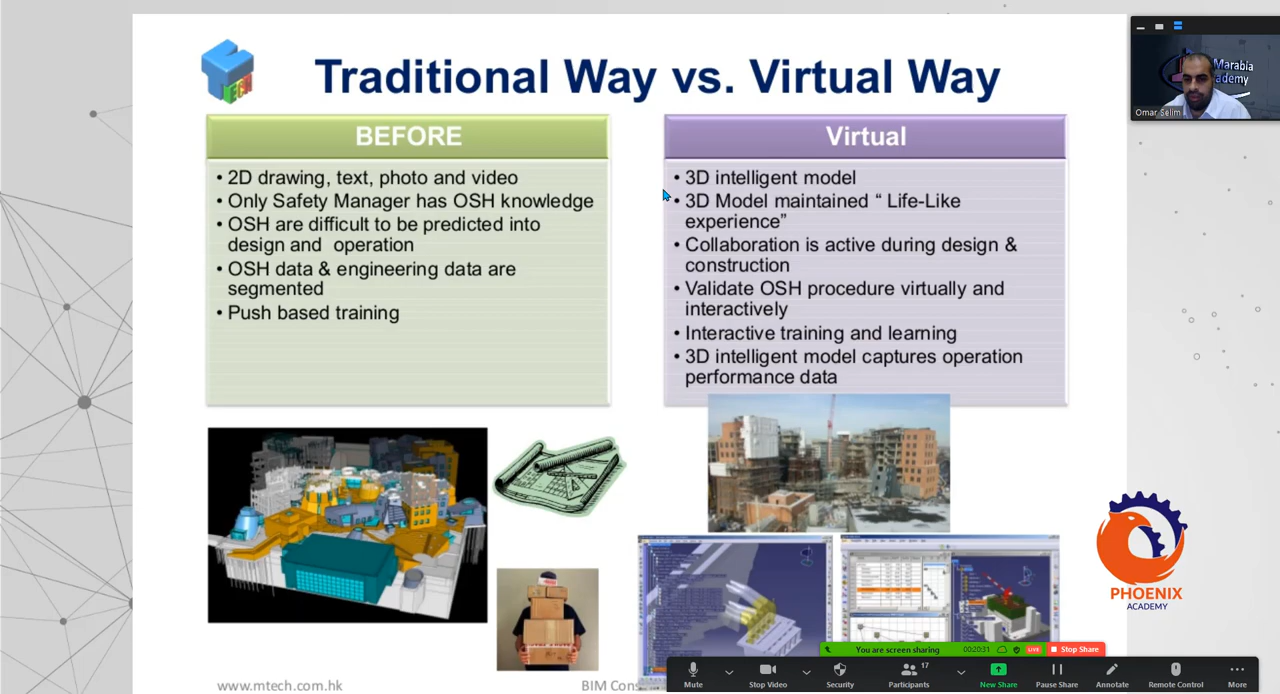 Traditional Way vs. Virtual Way
BEFORE
• 2D drawing, text, photo and video
• Only Safety Manager has OSH knowledge
• OSH are difficult to be predicted into
design and operation
• OSH data & engineering data are
segmented
• Push based training
Virtual
• 3D intelligent model
• 3D Model maintained “ Life-Like
experience”
• Collaboration is active during design &
construction
• Validate OSH procedure virtually and
interactively
• Interactive training and learning
• 3D intelligent model captures operation
performance data
Marabia
Omar Selim
PHOENIX
ACADEMY
www.mtech.com.hk
BIM
You are screen sharing
00:20:31
LIVE
Stop Share
Mute
Stop Video
Security
Participants
17
New Share
Pause Share
Annotate
Remote Control
More